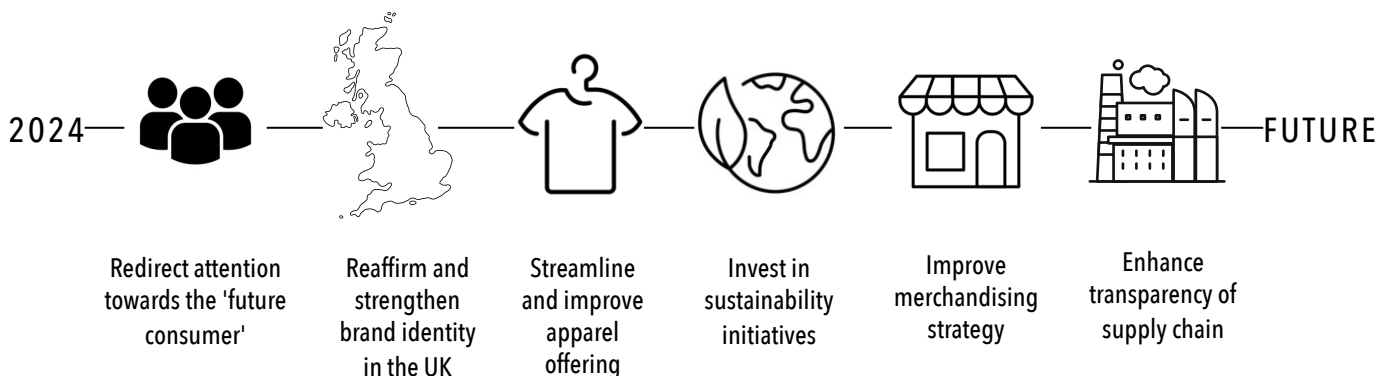 2024
FUTURE
Redirect attention
towards the 'future
consumer'
Reaffirm and
strengthen
brand identity
in the UK
Streamline
and improve
apparel
offering
Invest in
sustainability
initiatives
Improve
merchandising
strategy
Enhance
transparency of
supply chain